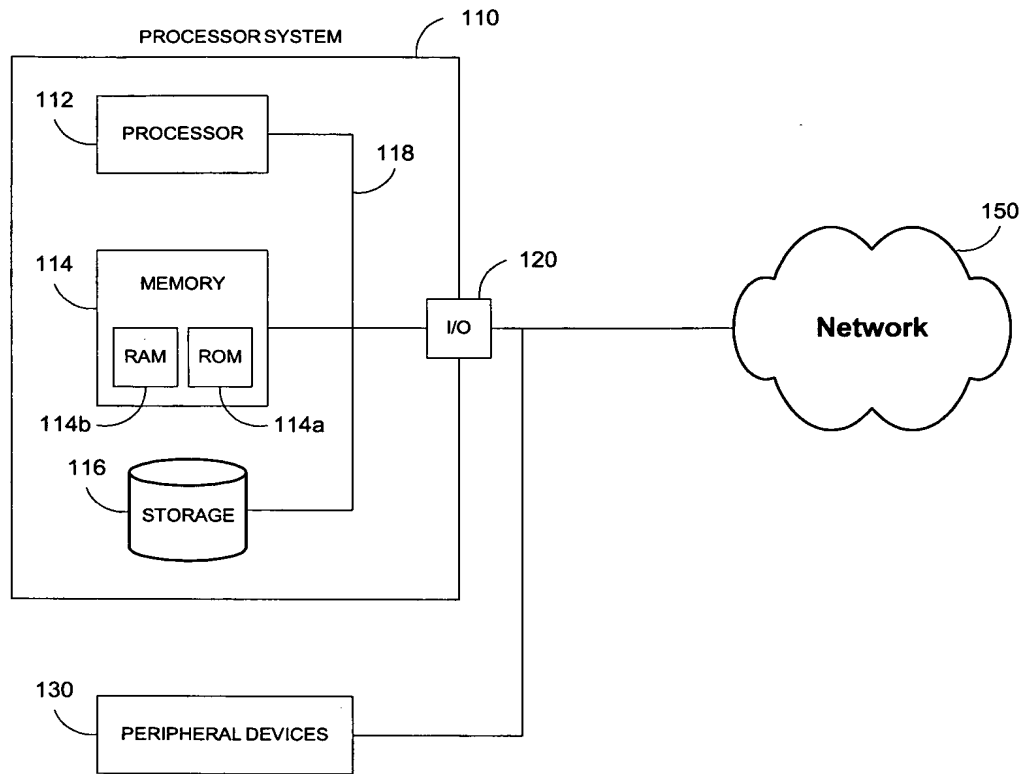 PROCESSOR SYSTEM
110
112
PROCESSOR
118
114
MEMORY
RAM
ROM
114b
114a
120
I/O
150
Network
116
STORAGE
130
PERIPHERAL DEVICES